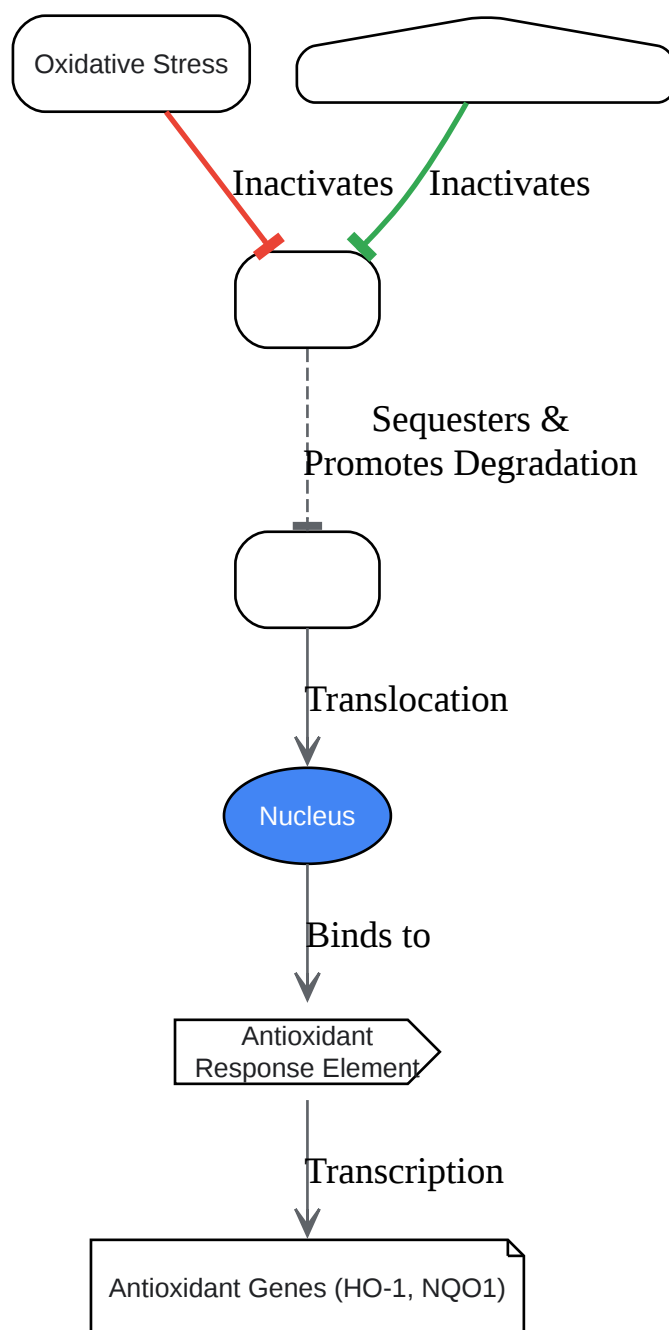 Oxidative Stress
Inactivates
Inactivates
Sequesters &
Promotes Degradation
Translocation
Nucleus
Binds to
Antioxidant
Response Element
Transcription
Antioxidant Genes (HO-1, NQO1)